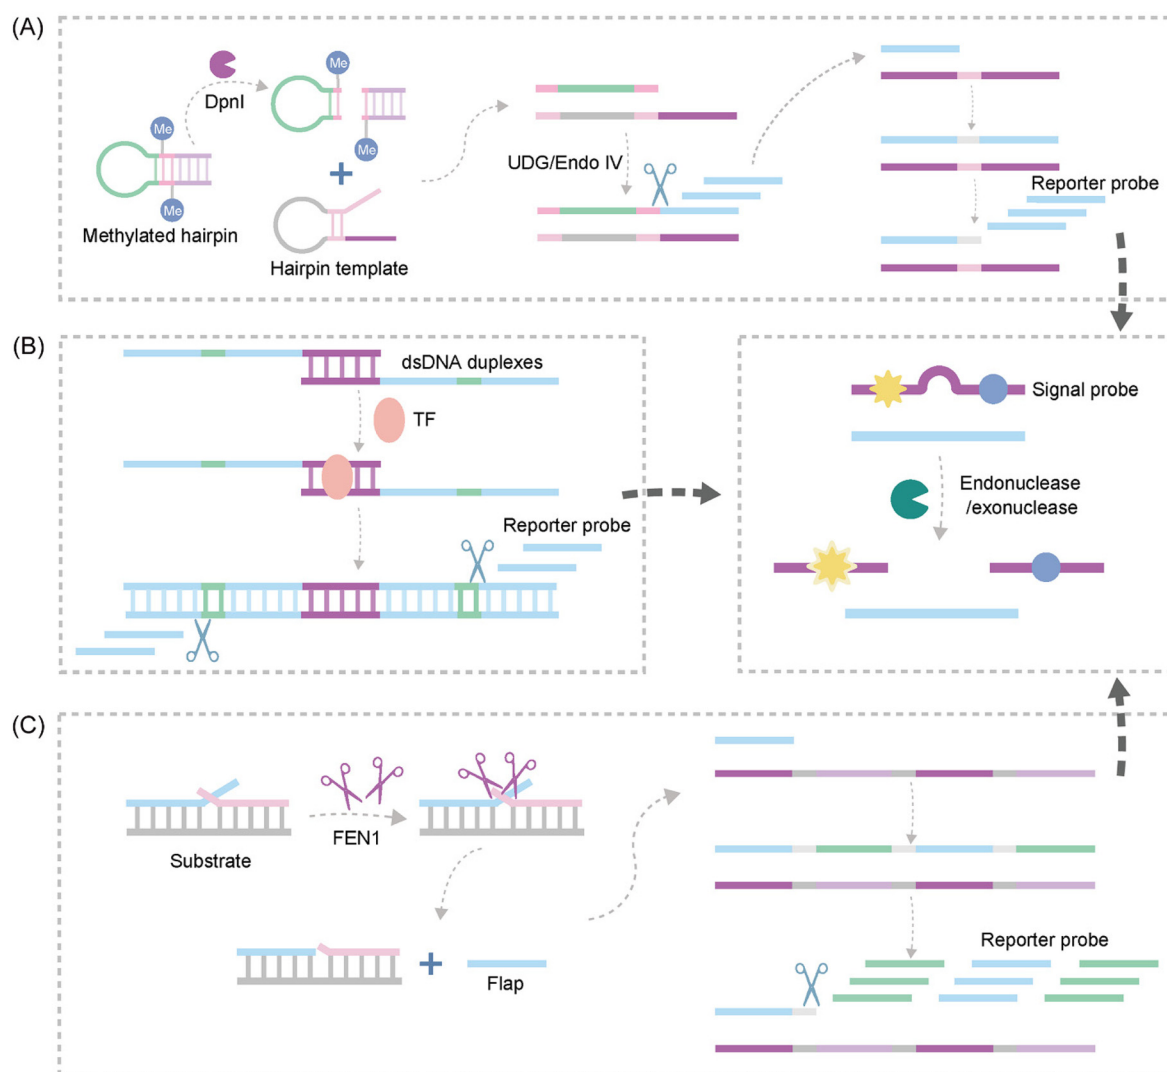 (A)
Me
DpnI
Me
Me
Me
Methylated hairpin
Hairpin template
UDG/Endo IV
Reporter probe
(B)
dsDNA duplexes
TF
Reporter probe
Signal probe
Endonuclease
/exonuclease
(C)
Substrate
FEN1
Flap
Reporter probe